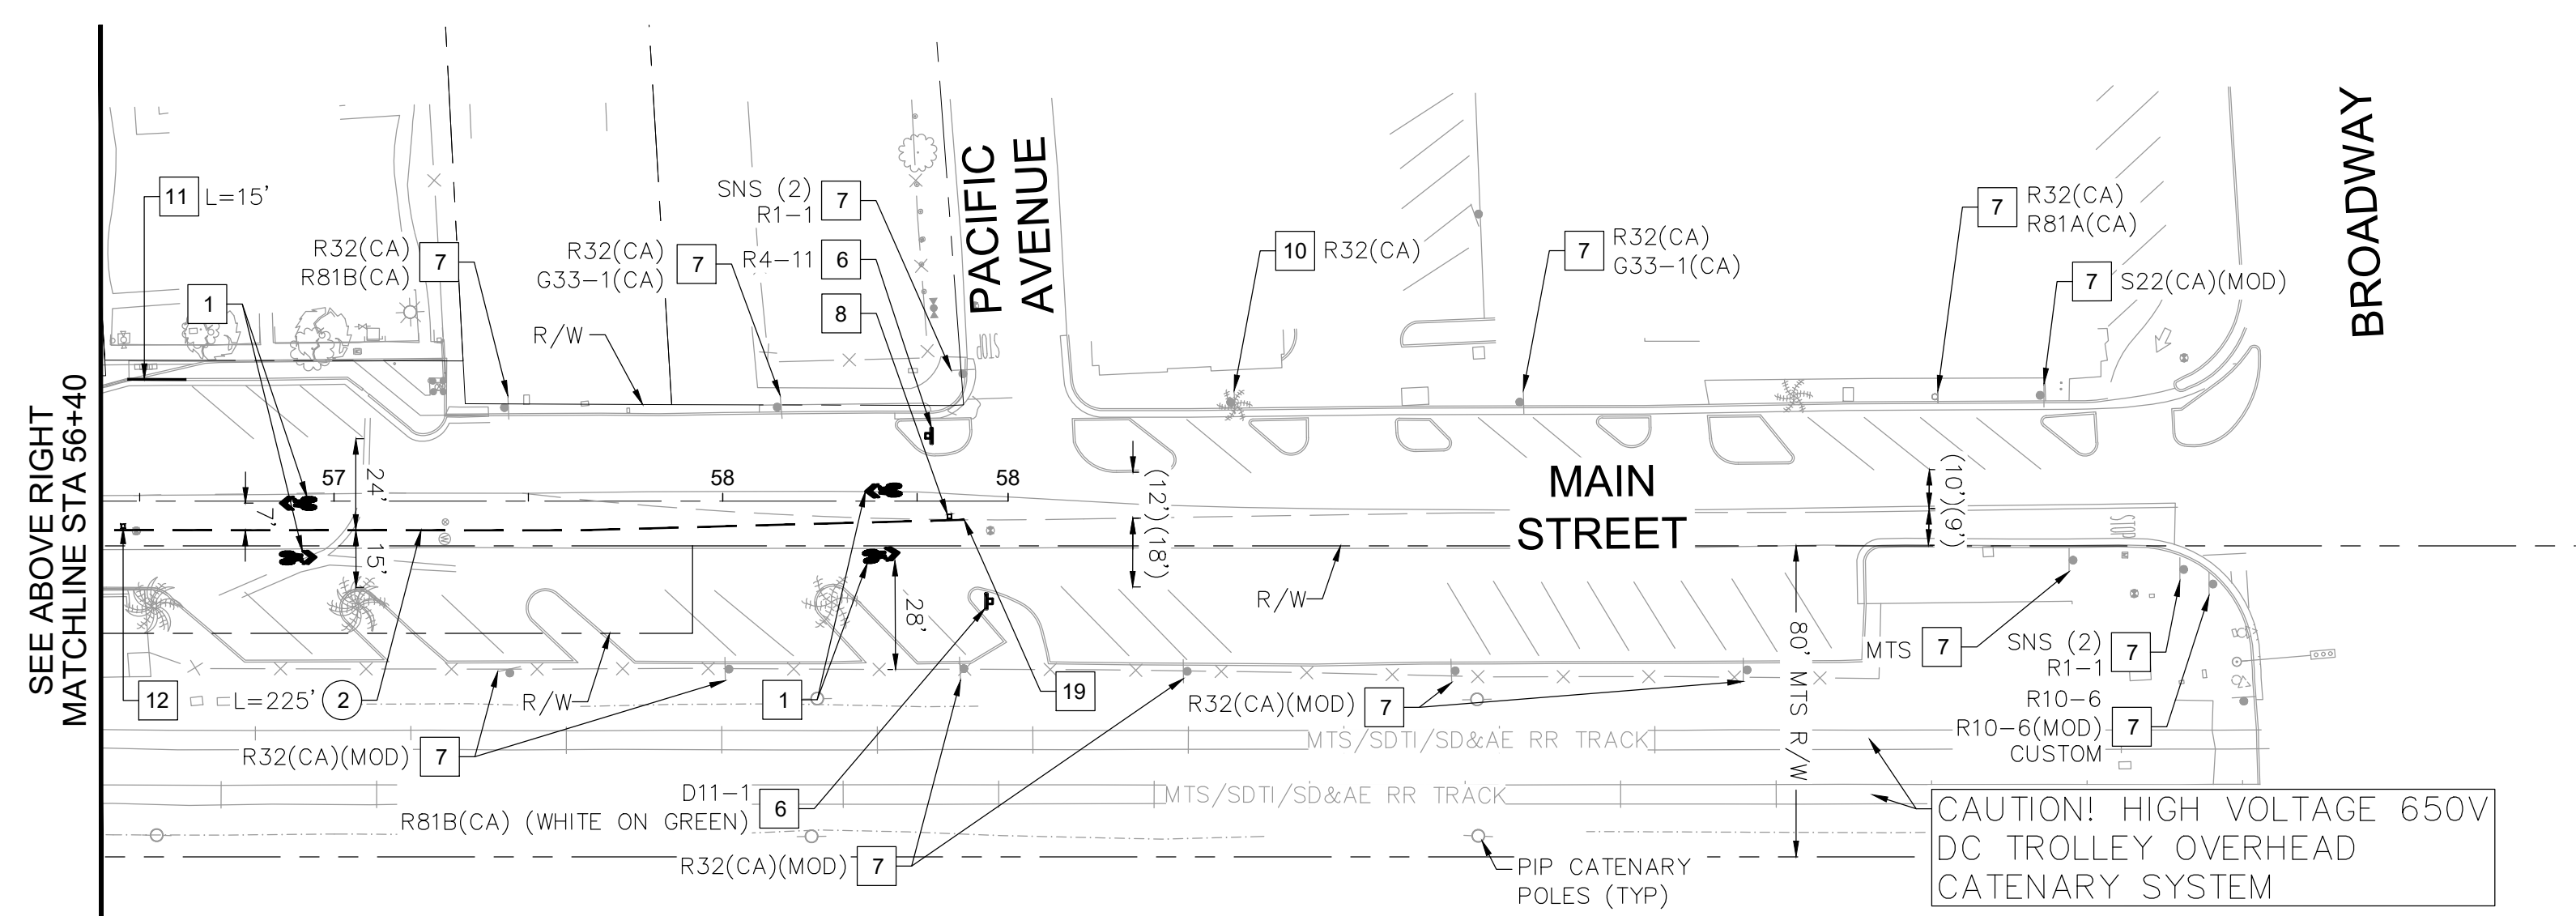 SEE ABOVE RIGHT
MATCHLINE STA 56+40
11 L=15'
R32(CA)
R81B(CA)
7
1
R32(CA)
G33-1(CA)
7
R/W
SNS (2)
R1-1
7
R4-11 6
8
PACIFIC
AVENUE
STOP
10 R32(CA)
7
R32(CA)
G33-1(CA)
7
R32(CA)
R81A(CA)
7 S22(CA)(MOD)
BROADWAY
57
58
58
24'
7'
15'
(12')(18')
MAIN
STREET
(10')(9')
STOP
28'
R/W
80' MTS R/W
12
L=225' 2
R/W
1
19
R32(CA)(MOD) 7
MTS 7
SNS (2)
R1-1
7
R10-6
R10-6(MOD)
CUSTOM
7
R32(CA)(MOD) 7
MTS/SDTI/SD&AE RR TRACK
D11-1
R81B(CA) (WHITE ON GREEN)
6
MTS/SDTI/SD&AE RR TRACK
R32(CA)(MOD) 7
PIP CATENARY
POLES (TYP)
CAUTION! HIGH VOLTAGE 650V
DC TROLLEY OVERHEAD
CATENARY SYSTEM